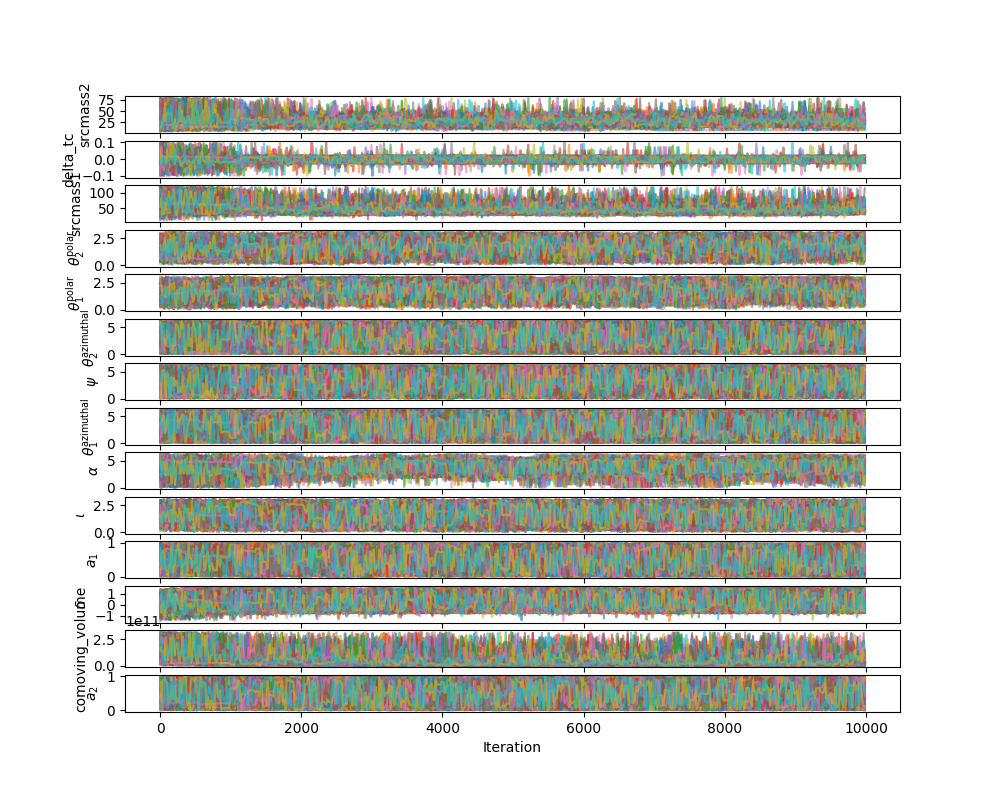 srcmass2
75
50
25
delta_tc
0.1
0.0
−0.1
srcmass1
100
50
θ₂^polar
2.5
0.0
θ₁^polar
2.5
0.0
θ₂^azimuthal
5
0
ψ
5
0
θ₁^azimuthal
5
0
α
5
0
ι
2.5
0.0
a₁
1
0
1
0
−1
1e11
comoving_volume
2.5
0.0
a₂
1
0
0
2000
4000
6000
8000
10000
Iteration